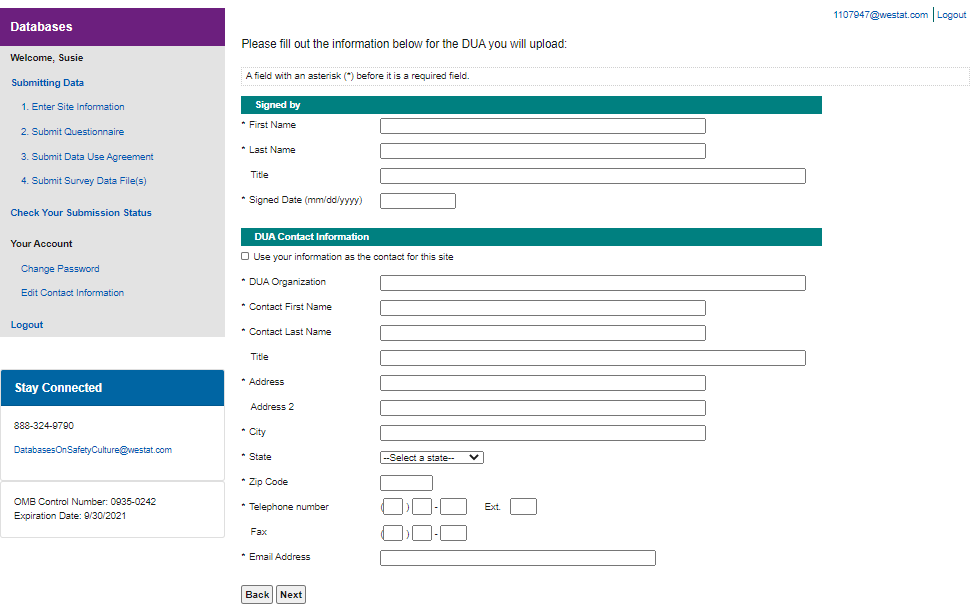 1107947@westat.com | Logout
Databases
Welcome, Susie
Submitting Data
1. Enter Site Information
2. Submit Questionnaire
3. Submit Data Use Agreement
4. Submit Survey Data File(s)
Check Your Submission Status
Your Account
Change Password
Edit Contact Information
Logout
Stay Connected
888-324-9790
DatabasesOnSafetyCulture@westat.com
OMB Control Number: 0935-0242
Expiration Date: 9/30/2021
Please fill out the information below for the DUA you will upload:
A field with an asterisk (*) before it is a required field.
Signed by
* First Name
* Last Name
Title
* Signed Date (mm/dd/yyyy)
DUA Contact Information
Use your information as the contact for this site
* DUA Organization
* Contact First Name
* Contact Last Name
Title
* Address
Address 2
* City
* State --Select a state--
* Zip Code
* Telephone number ( ) - Ext.
Fax ( ) -
* Email Address
Back Next